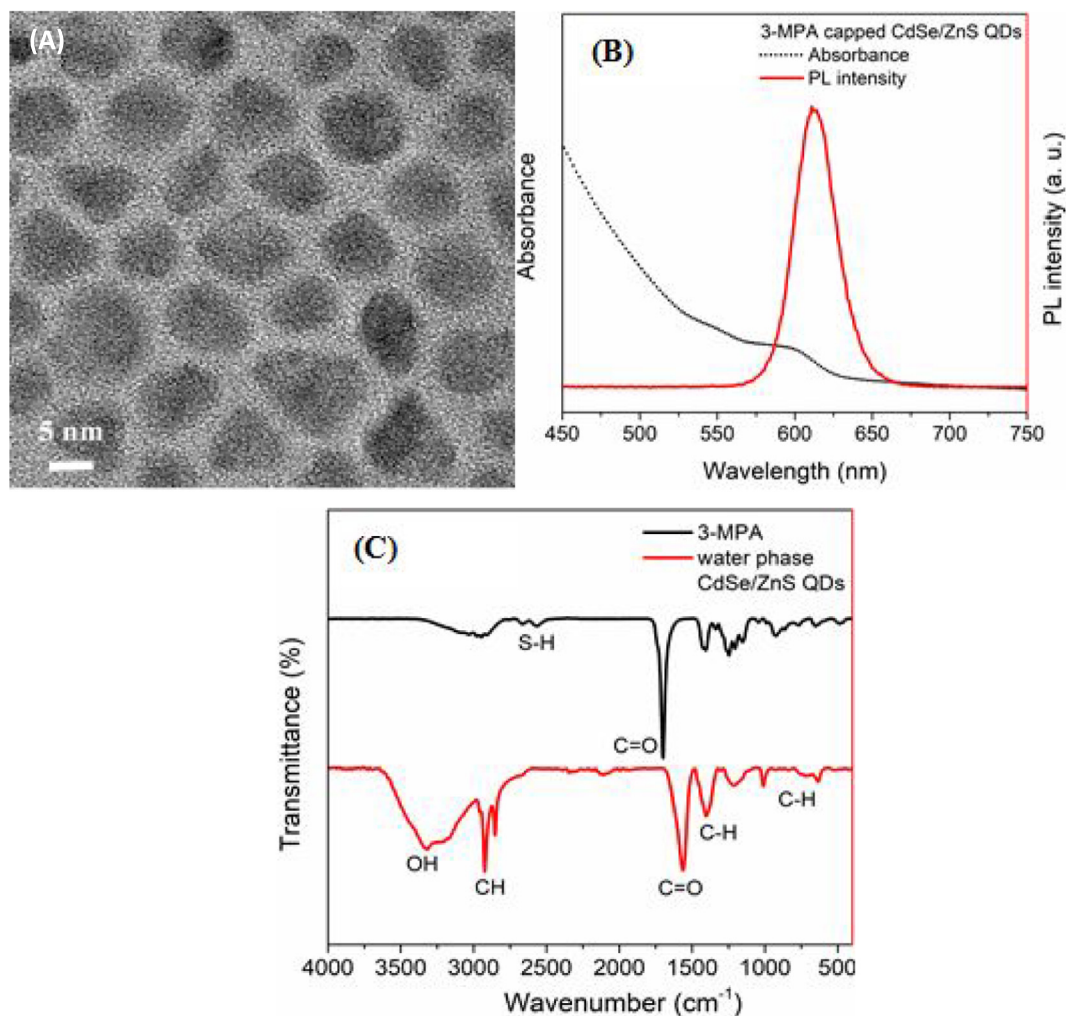 (A)
5 nm
(B)
3-MPA capped CdSe/ZnS QDs
Absorbance
PL intensity
Absorbance
PL intensity (a. u.)
450 500 550 600 650 700 750
Wavelength (nm)
(C)
3-MPA
water phase
CdSe/ZnS QDs
S-H
C=O
OH
CH
C=O
C-H
C-H
Transmittance (%)
4000 3500 3000 2500 2000 1500 1000 500
Wavenumber (cm⁻¹)